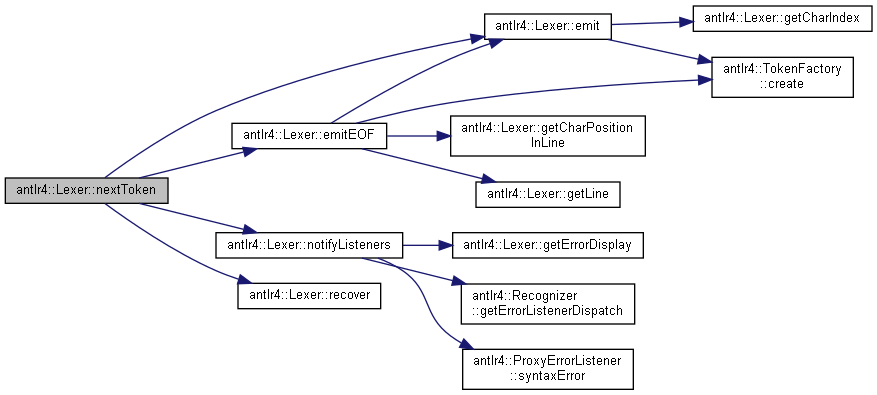 antlr4::Lexer::emit
antlr4::Lexer::getCharIndex
antlr4::TokenFactory
::create
antlr4::Lexer::emitEOF
antlr4::Lexer::getCharPosition
InLine
antlr4::Lexer::nextToken
antlr4::Lexer::getLine
antlr4::Lexer::notifyListeners
antlr4::Lexer::getErrorDisplay
antlr4::Lexer::recover
antlr4::Recognizer
::getErrorListenerDispatch
antlr4::ProxyErrorListener
::syntaxError